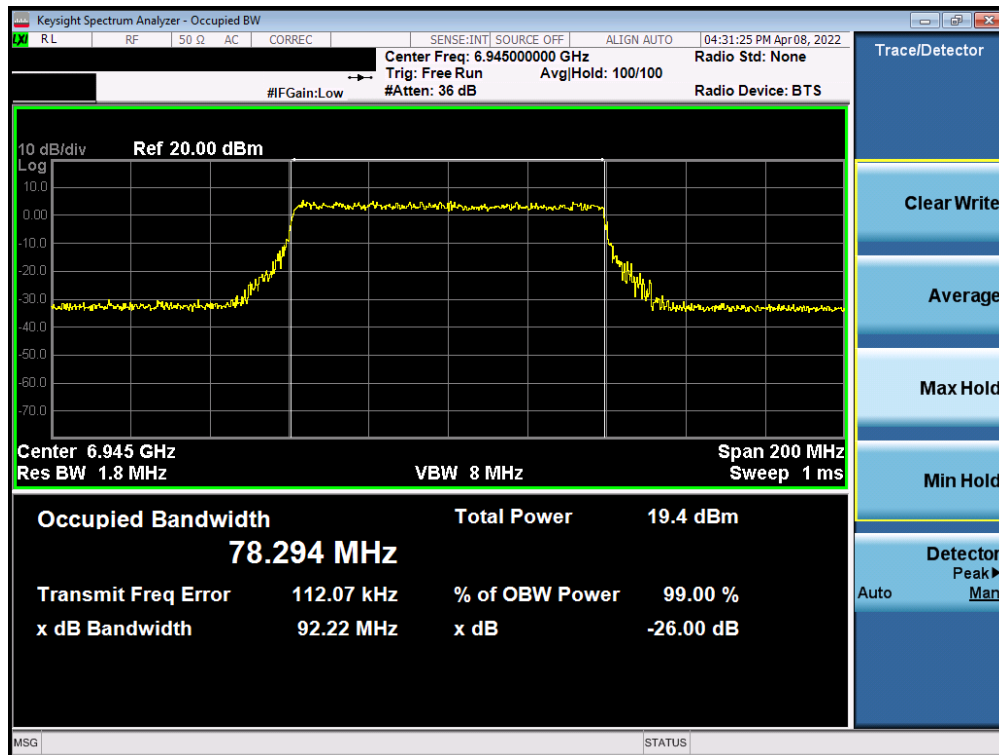 Keysight Spectrum Analyzer - Occupied BW
LXI RL RF 50 Ω AC CORREC SENSE:INT SOURCE OFF ALIGN AUTO 04:31:25 PM Apr 08, 2022
Center Freq: 6.945000000 GHz Radio Std: None
Trig: Free Run Avg|Hold: 100/100
#IFGain:Low #Atten: 36 dB Radio Device: BTS
Trace/Detector
10 dB/div Ref 20.00 dBm
Log
10.0
0.00
-10.0
-20.0
-30.0
-40.0
-50.0
-60.0
-70.0
Center 6.945 GHz Span 200 MHz
Res BW 1.8 MHz VBW 8 MHz Sweep 1 ms
Occupied Bandwidth Total Power 19.4 dBm
78.294 MHz
Transmit Freq Error 112.07 kHz % of OBW Power 99.00 %
x dB Bandwidth 92.22 MHz x dB -26.00 dB
Clear Write
Average
Max Hold
Min Hold
Detector
Peak
Auto Man
MSG STATUS